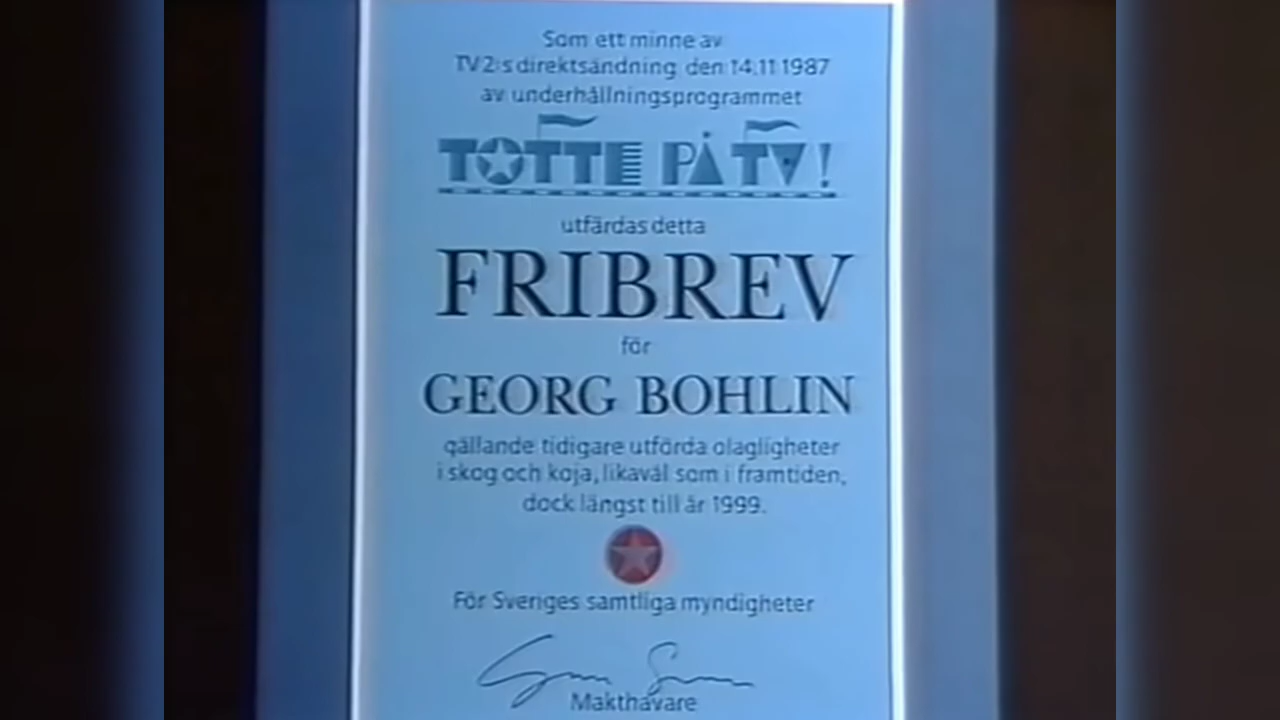 Som ett minne av
TV2:s direktsändning den 14.11 1987
av underhållningsprogrammet
TOTTE PÅ TV!
utfärdas detta
FRIBREV
för
GEORG BOHLIN
gällande tidigare utförda olagligheter
i skog och koja, likaväl som i framtiden,
dock längst till år 1999.
För Sveriges samtliga myndigheter
Makthavare